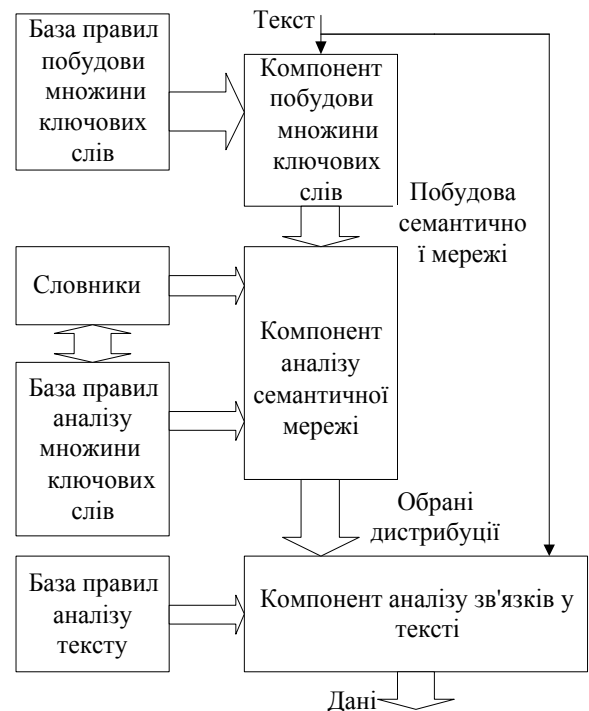 Текст
База правил
побудови
множини
ключових
слів
Компонент
побудови
множини
ключових
слів
Побудова
семантично
ї мережі
Словники
Компонент
аналізу
семантичної
мережі
База правил
аналізу
множини
ключових
слів
Обрані
дистрибуції
База правил
аналізу
тексту
Компонент аналізу зв'язків у
тексті
Дані